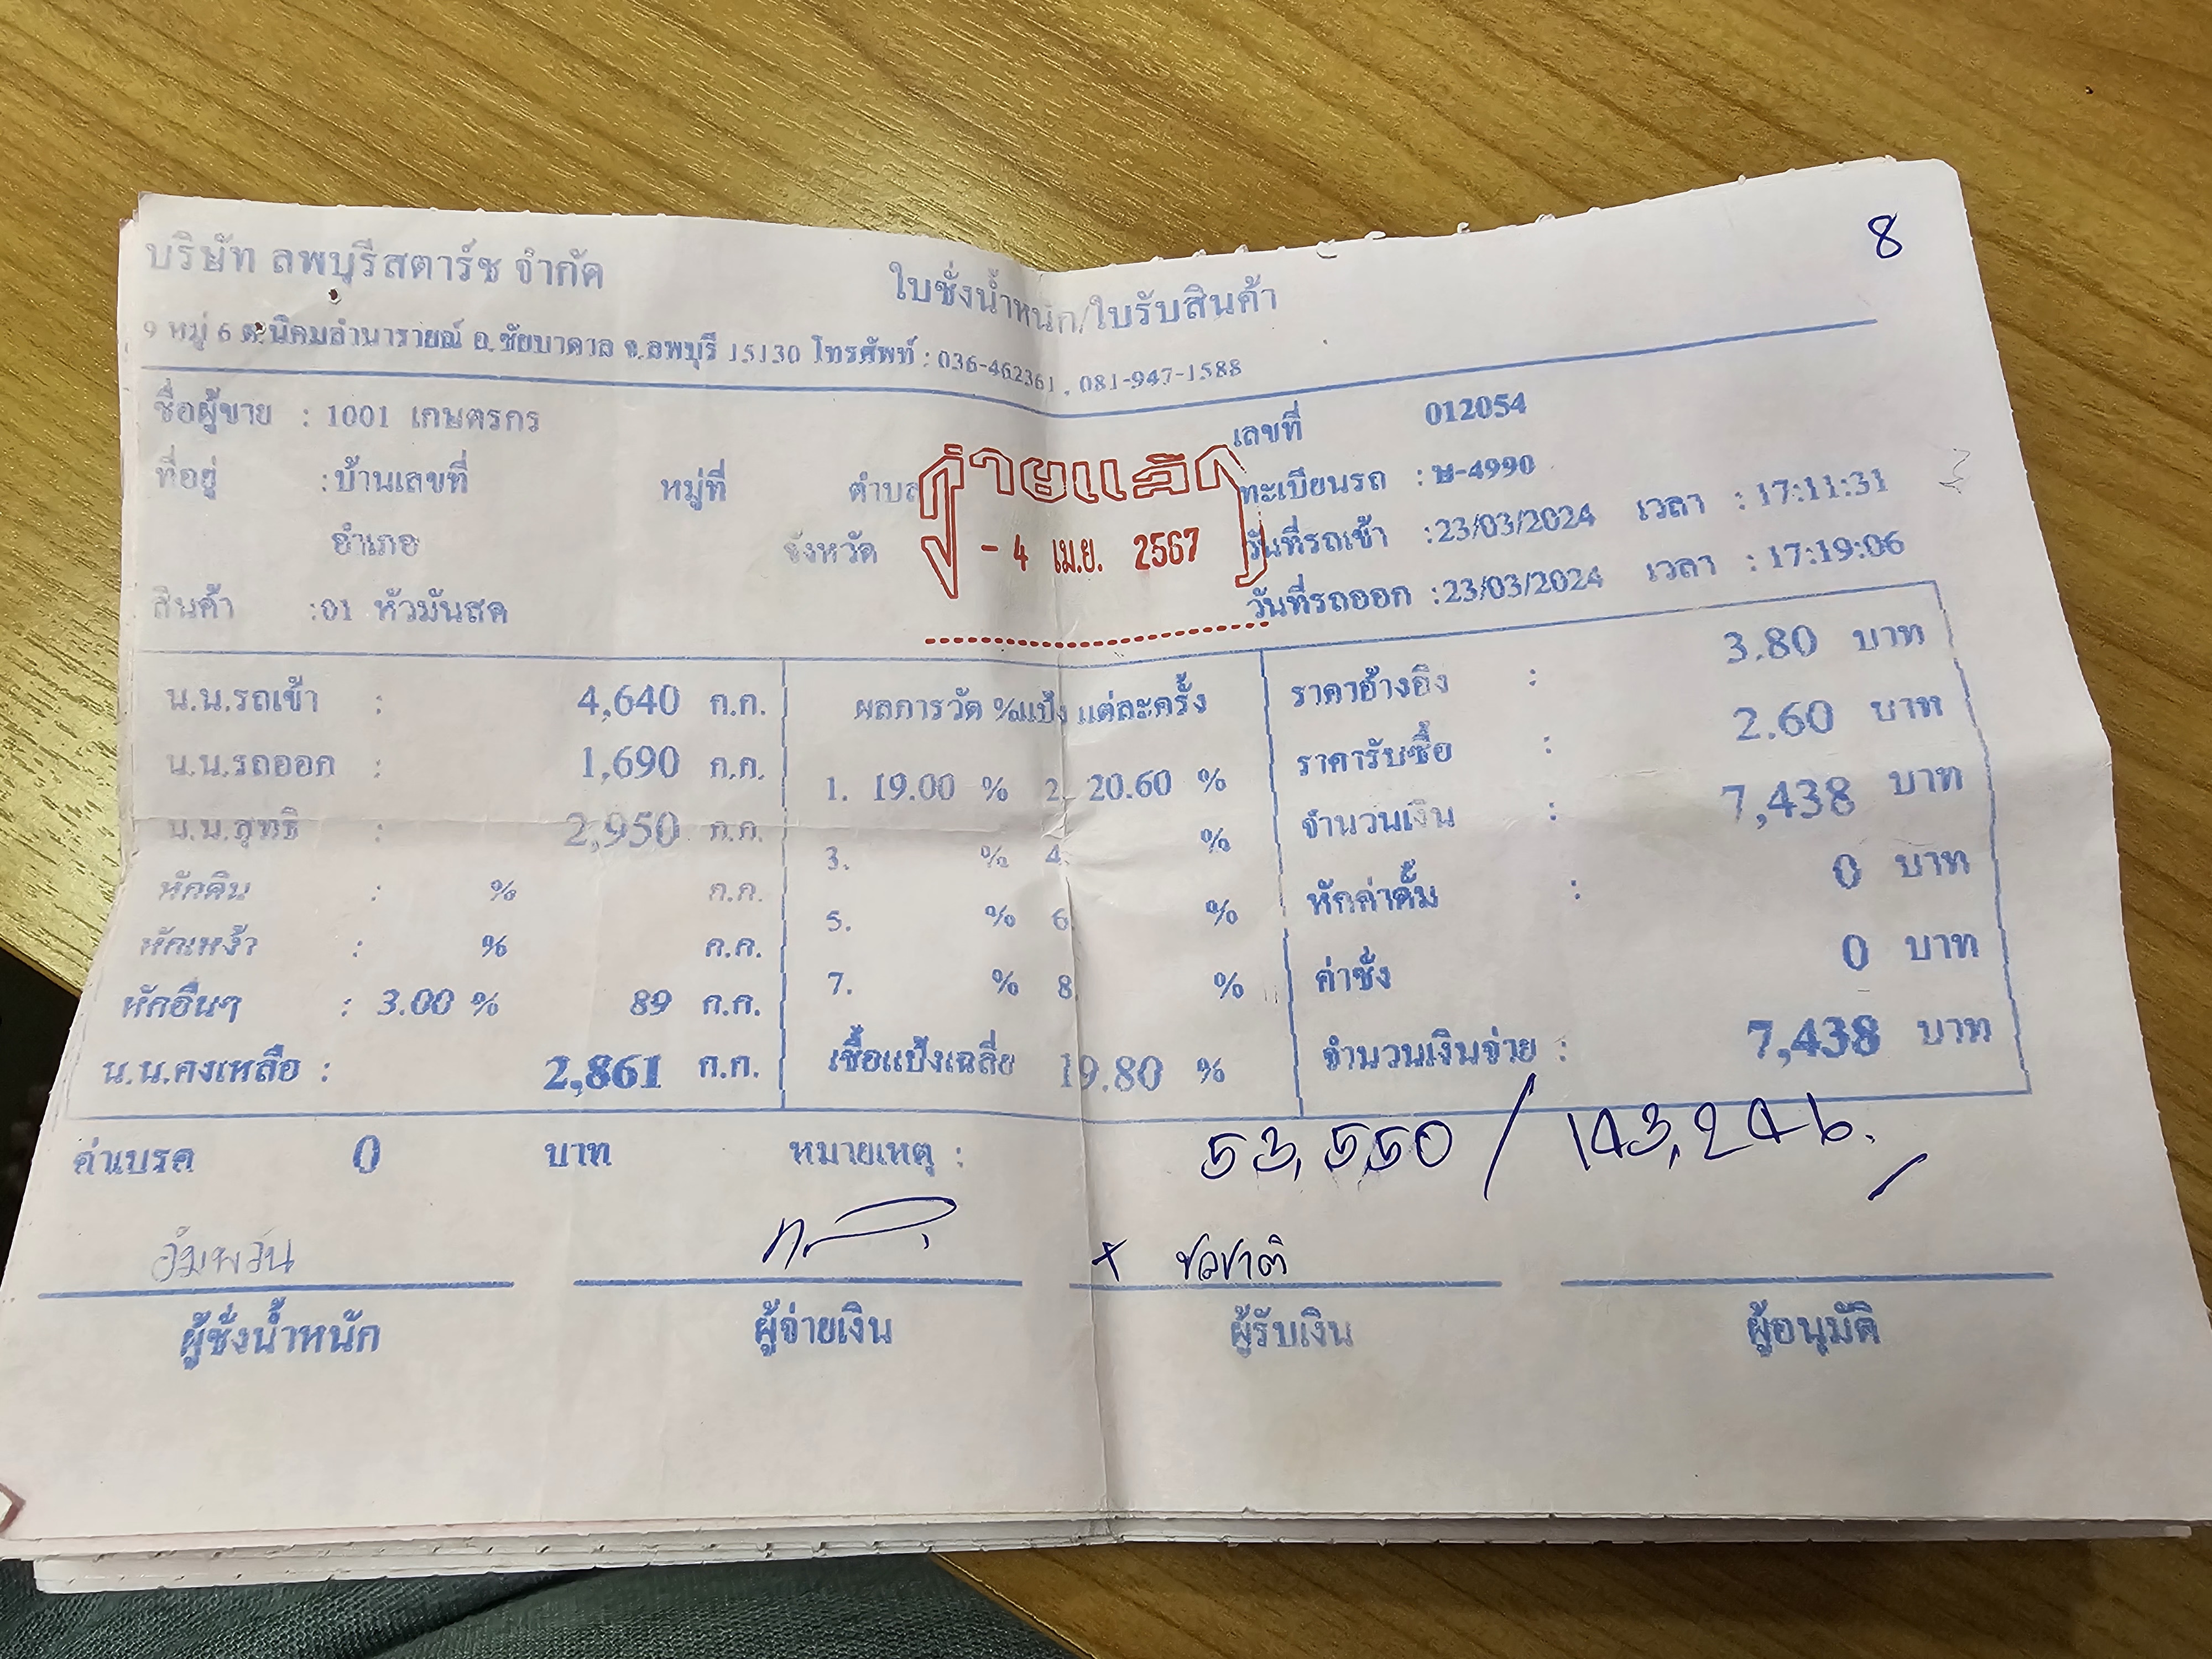 8
บริษัท ลพบุรีสตาร์ช จำกัด ใบชั่งน้ำหนัก/ใบรับสินค้า
9 หมู่ 6 ต.นิคมลำนารายณ์ อ.ชัยบาดาล จ.ลพบุรี 15130 โทรศัพท์ : 036-462361 , 081-947-1588
ชื่อผู้ขาย : 1001 เกษตรกร เลขที่ 012054
ที่อยู่ : บ้านเลขที่ หมู่ที่ ตำบล ทะเบียนรถ : ษ-4990
อำเภอ จังหวัด วันที่รถเข้า : 23/03/2024 เวลา : 17:11:31
สินค้า :01 หัวมันสด วันที่รถออก : 23/03/2024 เวลา : 17:19:06
จ่ายแล้ว
- 4 เม.ย. 2567
น.น.รถเข้า : 4,640 ก.ก. ผลการวัด %แป้ง แต่ละครั้ง ราคาอ้างอิง : 3.80 บาท
น.น.รถออก : 1,690 ก.ก. 1. 19.00 % 2. 20.60 % ราคารับซื้อ : 2.60 บาท
น.น.สุทธิ : 2,950 ก.ก. 3. % 4. % จำนวนเงิน : 7,438 บาท
หักดิน : % ก.ก. 5. % 6. % หักค่าดั้ม : 0 บาท
หักเหง้า : % ก.ก. 7. % 8. % ค่าชั่ง 0 บาท
หักอื่นๆ : 3.00 % 89 ก.ก.
น.น.คงเหลือ : 2,861 ก.ก. เชื้อแป้งเฉลี่ย 19.80 % จำนวนเงินจ่าย : 7,438 บาท
ค่าเบรค 0 บาท หมายเหตุ : 53,550 / 143,246.
อัมพวัน + ชลชาติ
ผู้ชั่งน้ำหนัก ผู้จ่ายเงิน ผู้รับเงิน ผู้อนุมัติ